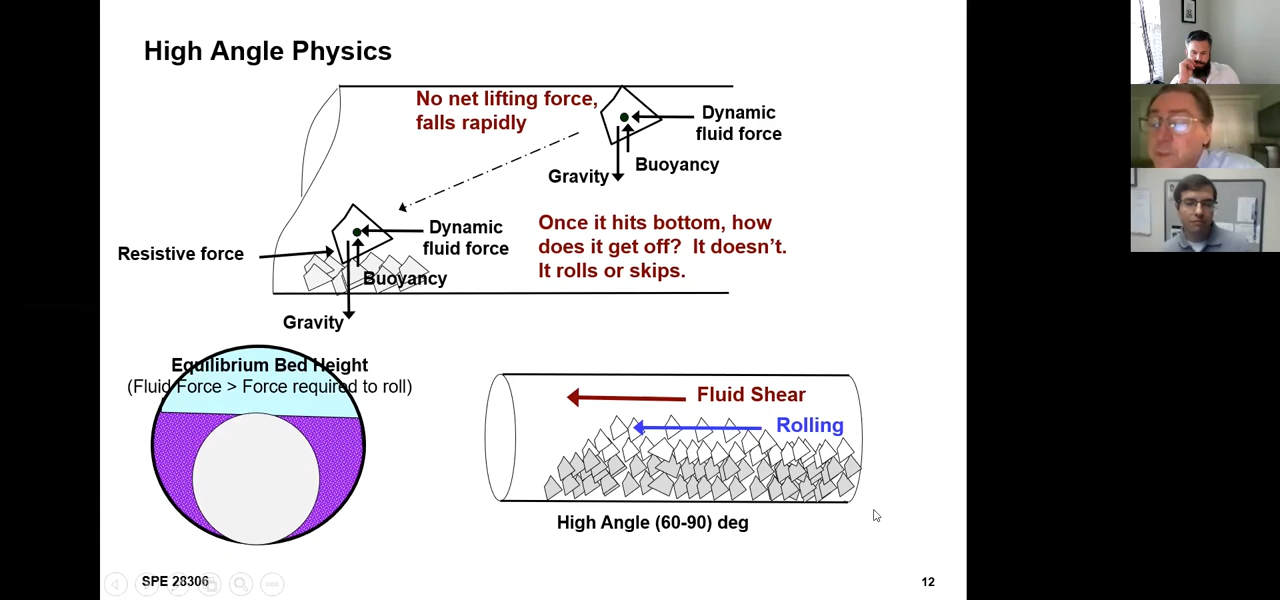 High Angle Physics
No net lifting force,
falls rapidly
Dynamic
fluid force
Buoyancy
Gravity
Once it hits bottom, how
does it get off? It doesn't.
It rolls or skips.
Dynamic
fluid force
Resistive force
Buoyancy
Gravity
Equilibrium Bed Height
(Fluid Force > Force required to roll)
Fluid Shear
Rolling
High Angle (60-90) deg
SPE 28306
12